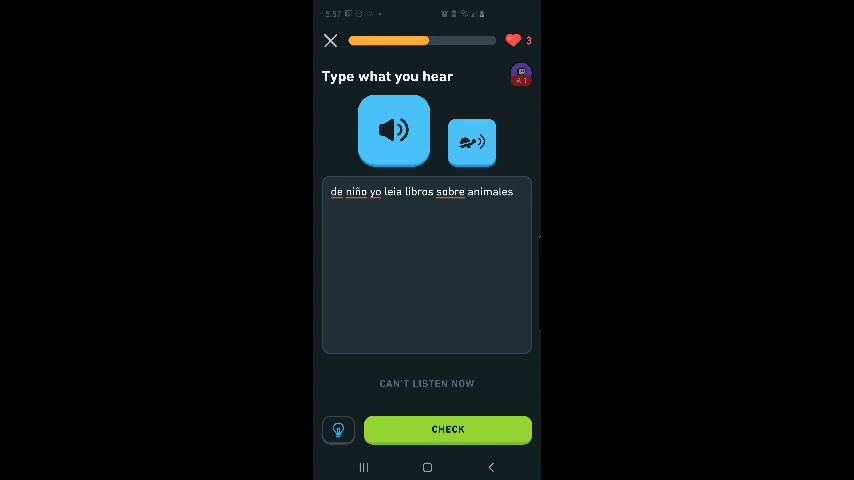 5:57
3
Type what you hear
de niño yo leia libros sobre animales
CAN'T LISTEN NOW
CHECK